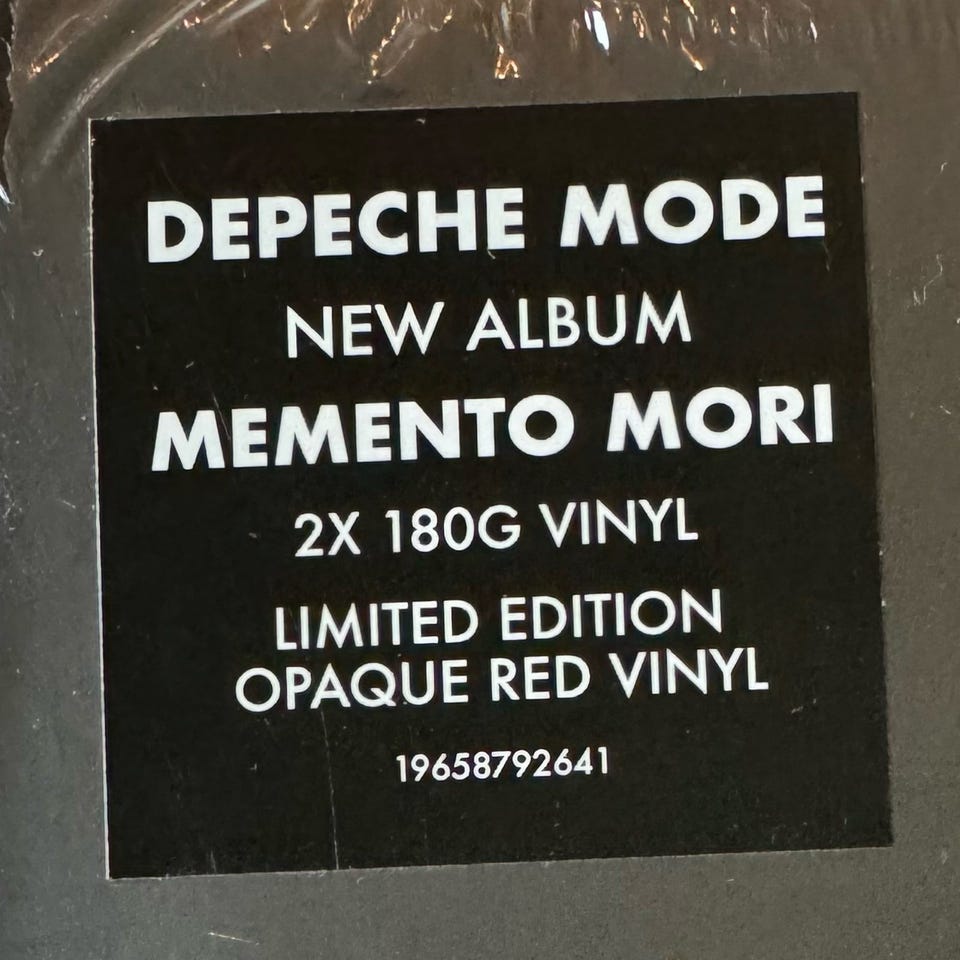 DEPECHE MODE
NEW ALBUM
MEMENTO MORI
2X 180G VINYL
LIMITED EDITION
OPAQUE RED VINYL
19658792641